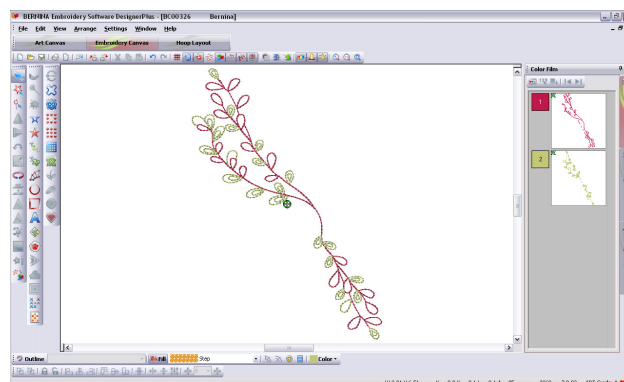 BERNINA Embroidery Software DesignerPlus - [BC00326 Bernina]
File Edit View Arrange Settings Window Help
Art Canvas Embroidery Canvas Hoop Layout
Color Film
1
2
Outline Fill Step Color